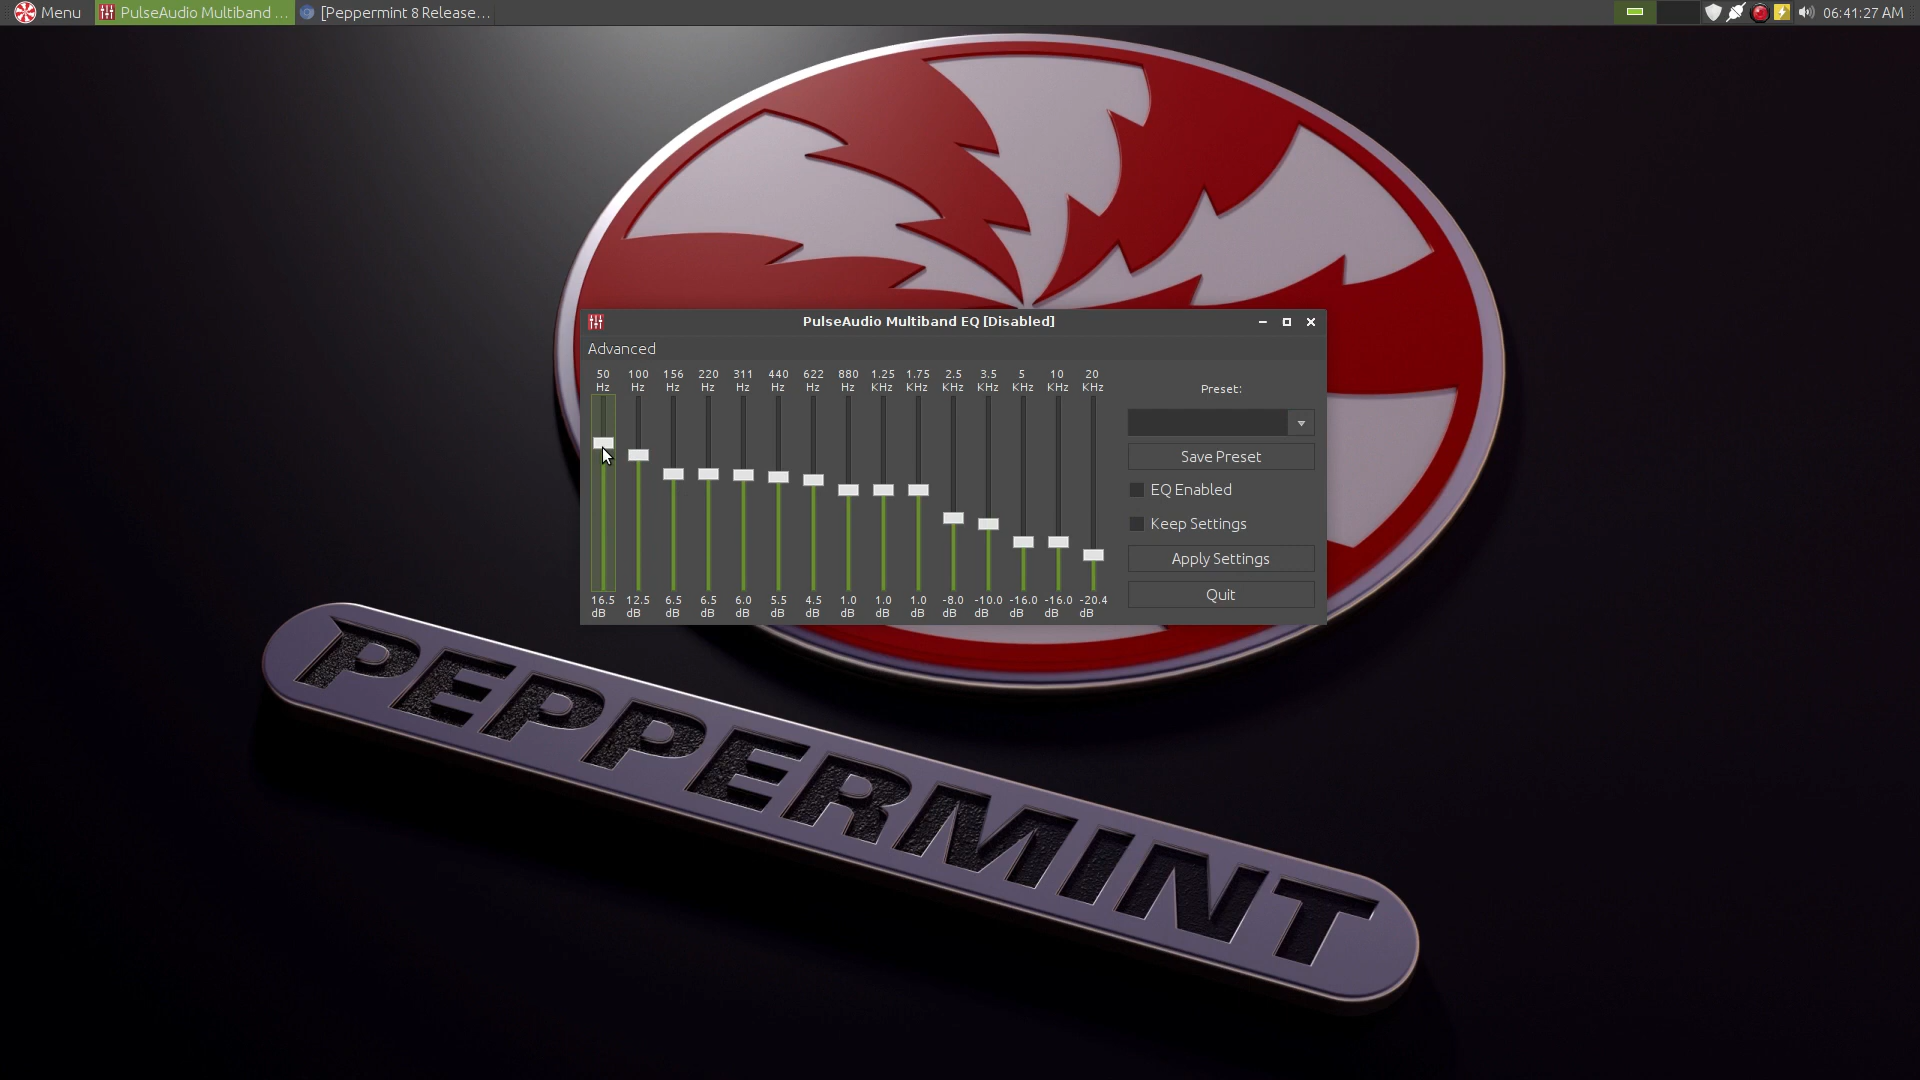 Menu PulseAudio Multiband ... [Peppermint 8 Release... 06:41:27 AM
PulseAudio Multiband EQ [Disabled]
Advanced
50 100 156 220 311 440 622 880 1.25 1.75 2.5 3.5 5 10 20
Hz Hz Hz Hz Hz Hz Hz Hz KHz KHz KHz KHz KHz KHz KHz
Preset:
Save Preset
EQ Enabled
Keep Settings
Apply Settings
Quit
16.5 12.5 6.5 6.5 6.0 5.5 4.5 1.0 1.0 1.0 -8.0 -10.0 -16.0 -16.0 -20.4
dB dB dB dB dB dB dB dB dB dB dB dB dB dB dB
PEPPERMINT